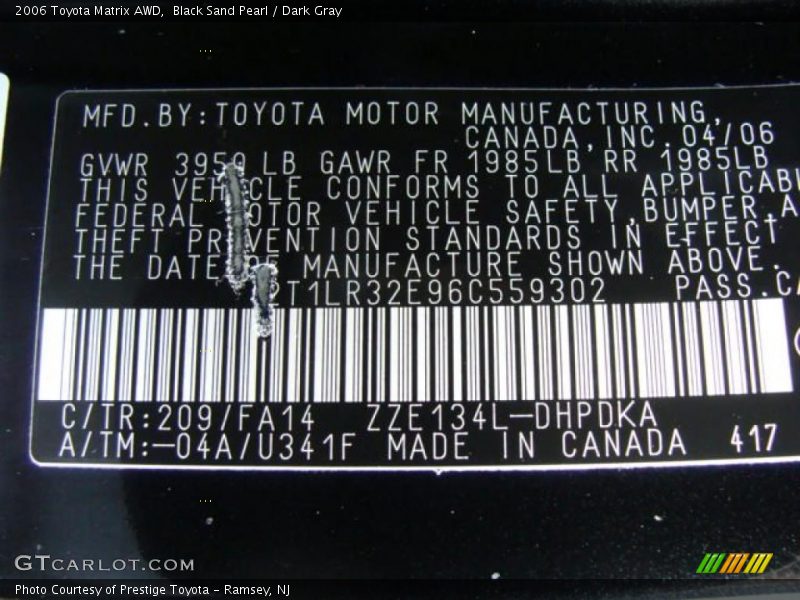 2006 Toyota Matrix AWD, Black Sand Pearl / Dark Gray
MFD.BY:TOYOTA MOTOR MANUFACTURING,
CANADA,INC.04/06
GVWR 3950 LB GAWR FR 1985LB RR 1985LB
THIS VEHICLE CONFORMS TO ALL APPLICABL
FEDERAL MOTOR VEHICLE SAFETY,BUMPER,A
THEFT PREVENTION STANDARDS IN EFFECT
THE DATE MANUFACTURE SHOWN ABOVE.
T1LR32E96C559302 PASS.CA
C/TR:209/FA14 ZZE134L-DHPDKA
A/TM:-04A/U341F MADE IN CANADA 417
GTCARLOT.COM
Photo Courtesy of Prestige Toyota - Ramsey, NJ